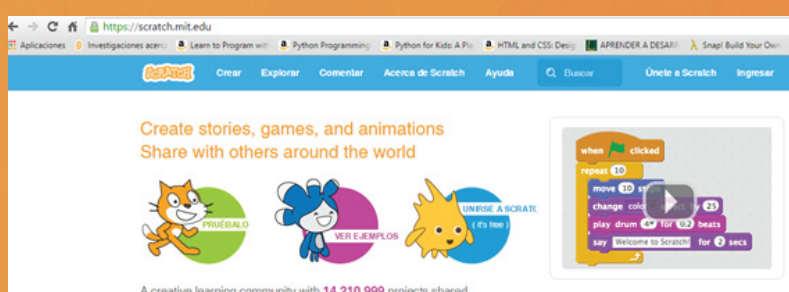 https://scratch.mit.edu
Aplicaciones Investigaciones acerca Learn to Program with Python Programming Python for Kids: A Pla HTML and CSS: Desig APRENDER A DESARR Snap! Build Your Own
SCRATCH Crear Explorar Comentar Acerca de Scratch Ayuda Buscar Únete a Scratch Ingresar
Create stories, games, and animations
Share with others around the world
PRUÉBALO
VER EJEMPLOS
UNIRSE A SCRATC
( it's free )
when clicked
repeat 10
move 10 steps
change by 25
play drum 4 for 0.2 beats
say Welcome to Scratch! for 2 secs
A creative learning community with 14,210,999 projects shared